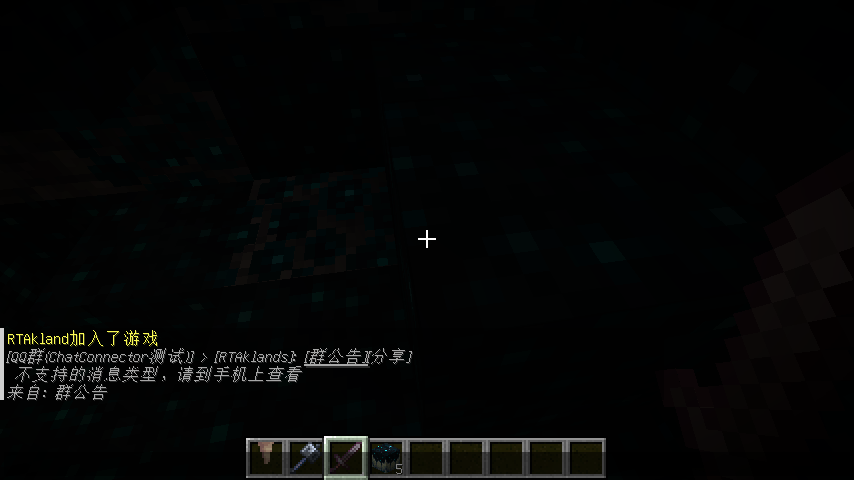 RTAkland加入了游戏
[QQ群(ChatConnector测试)] > [RTAklands]: [群公告][分享]
不支持的消息类型，请到手机上查看
来自: 群公告
5